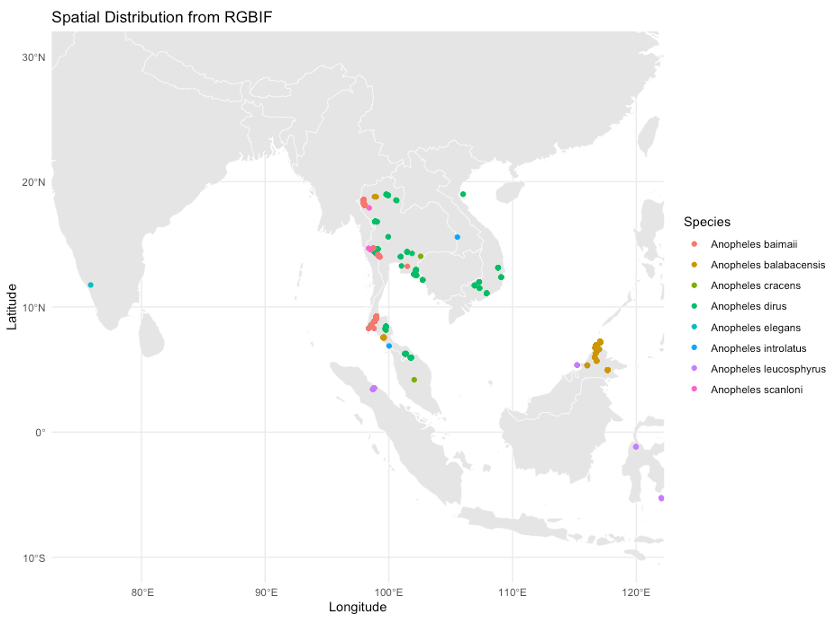 Spatial Distribution from RGBIF
30°N
20°N
10°N
0°
10°S
Latitude
80°E
90°E
100°E
110°E
120°E
Longitude
Species
Anopheles baimaii
Anopheles balabacensis
Anopheles cracens
Anopheles dirus
Anopheles elegans
Anopheles introlatus
Anopheles leucosphyrus
Anopheles scanloni